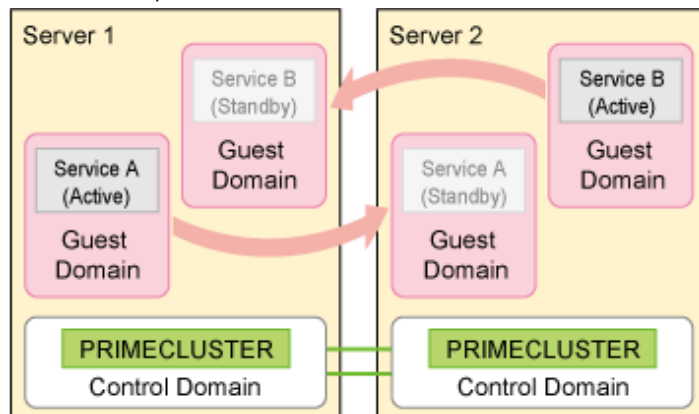 Server 1
Service B
(Standby)
Guest
Domain
Service A
(Active)
Guest
Domain
PRIMECLUSTER
Control Domain
Server 2
Service B
(Active)
Guest
Domain
Service A
(Standby)
Guest
Domain
PRIMECLUSTER
Control Domain